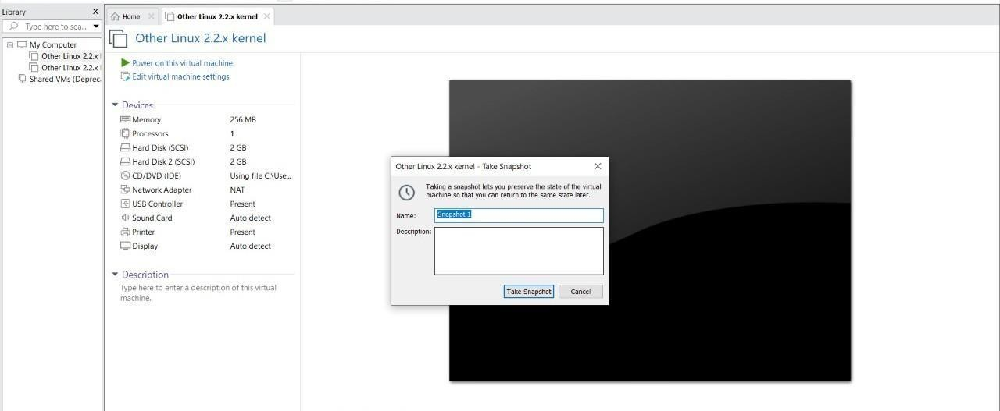 Library X
Home
Other Linux 2.2.x kernel
Type here to sea...
Other Linux 2.2.x kernel
My Computer
Other Linux 2.2.x
Other Linux 2.2.x
Shared VMs (Deprec
Power on this virtual machine
Edit virtual machine settings
Devices
Memory 256 MB
Processors 1
Hard Disk (SCSI) 2 GB
Hard Disk 2 (SCSI) 2 GB
CD/DVD (IDE) Using file C:\Use...
Network Adapter NAT
USB Controller Present
Sound Card Auto detect
Printer Present
Display Auto detect
Description
Type here to enter a description of this virtual
machine.
Other Linux 2.2.x kernel - Take Snapshot
Taking a snapshot lets you preserve the state of the virtual
machine so that you can return to the same state later.
Name: Snapshot 1
Description:
Take Snapshot Cancel